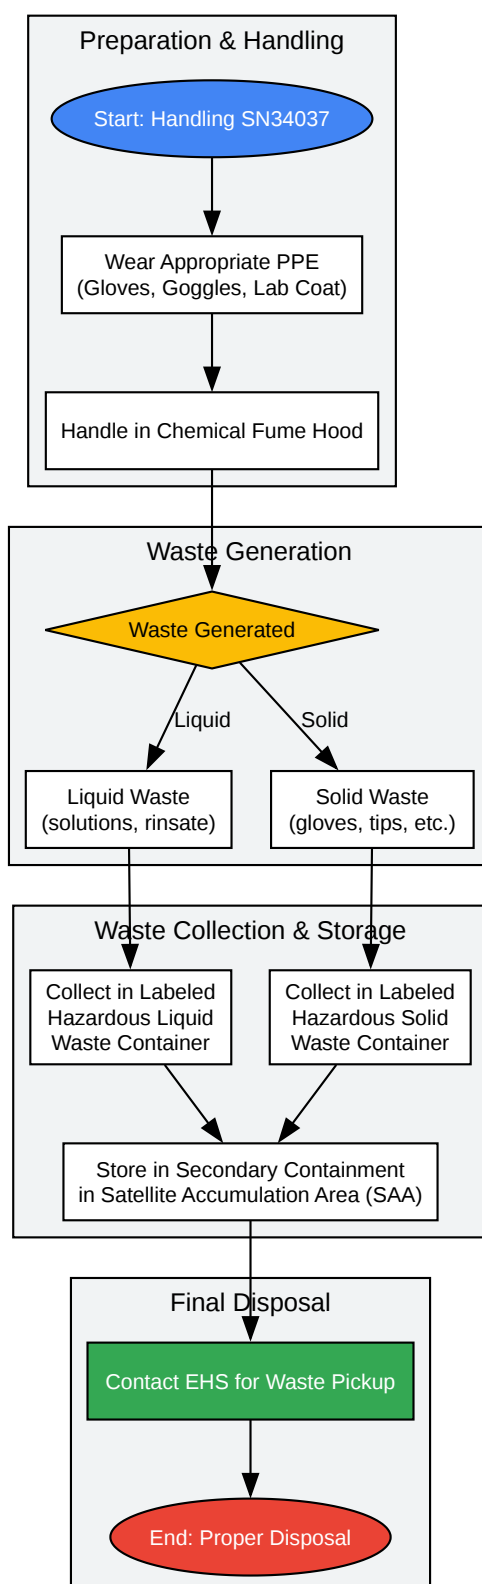 Preparation & Handling
Start: Handling SN34037
Wear Appropriate PPE
(Gloves, Goggles, Lab Coat)
Handle in Chemical Fume Hood
Waste Generation
Waste Generated
Liquid
Solid
Liquid Waste
(solutions, rinsate)
Solid Waste
(gloves, tips, etc.)
Waste Collection & Storage
Collect in Labeled
Hazardous Liquid
Waste Container
Collect in Labeled
Hazardous Solid
Waste Container
Store in Secondary Containment
in Satellite Accumulation Area (SAA)
Final Disposal
Contact EHS for Waste Pickup
End: Proper Disposal